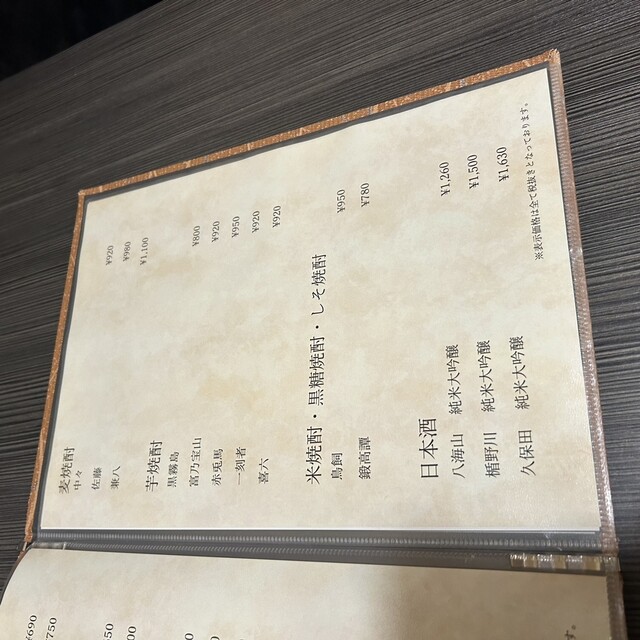 麦焼酎
中々 ¥920
佐藤 ¥980
兼八 ¥1,100
芋焼酎
黒霧島 ¥800
富乃宝山 ¥920
赤兎馬 ¥950
一刻者 ¥920
喜六 ¥920
米焼酎・黒糖焼酎・しそ焼酎
鳥飼 ¥950
鍛高譚 ¥780
日本酒
八海山 純米大吟醸 ¥1,260
楯野川 純米大吟醸 ¥1,500
久保田 純米大吟醸 ¥1,630
※表示価格は全て税抜きとなっております。
¥690
¥750
す。